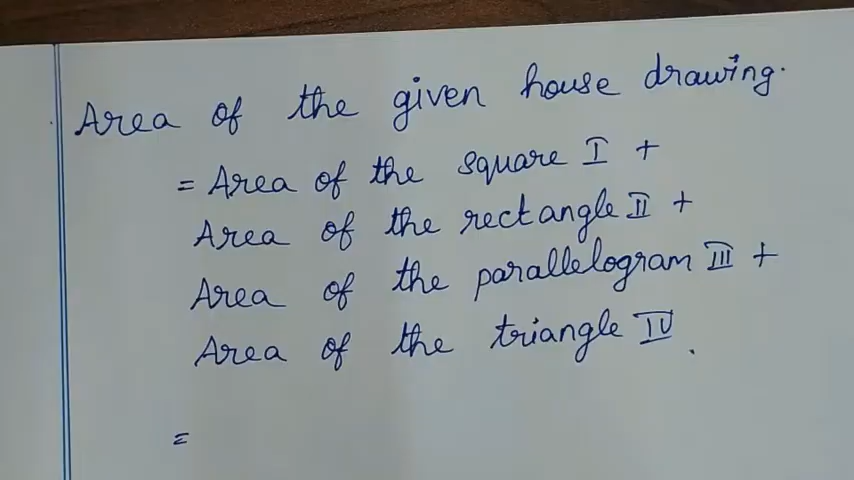 Area of the given house drawing.
= Area of the square I +
Area of the rectangle II +
Area of the parallelogram III +
Area of the triangle IV.
=